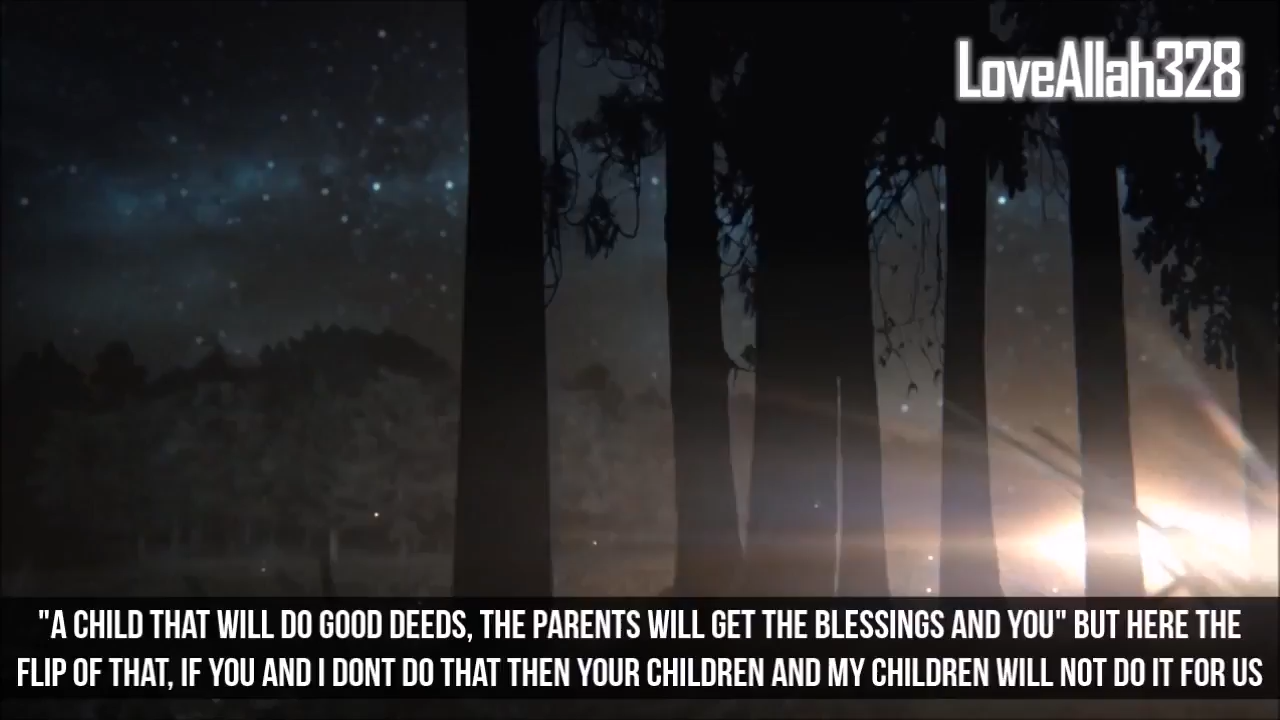 LoveAllah328
"A CHILD THAT WILL DO GOOD DEEDS, THE PARENTS WILL GET THE BLESSINGS AND YOU" BUT HERE THE
FLIP OF THAT, IF YOU AND I DONT DO THAT THEN YOUR CHILDREN AND MY CHILDREN WILL NOT DO IT FOR US